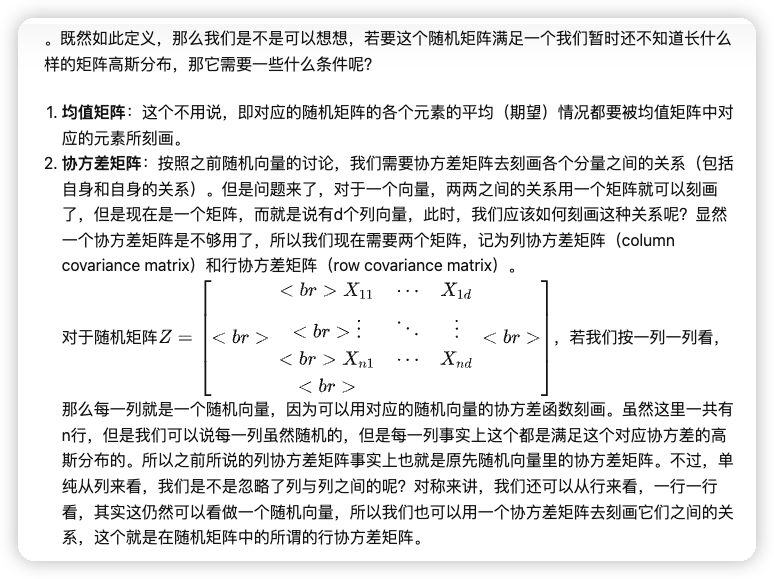 。既然如此定义，那么我们是不是可以想想，若要这个随机矩阵满足一个我们暂时还不知道长什么
样的矩阵高斯分布，那它需要一些什么条件呢？
1. 均值矩阵：这个不用说，即对应的随机矩阵的各个元素的平均（期望）情况都要被均值矩阵中对
应的元素所刻画。
2. 协方差矩阵：按照之前随机向量的讨论，我们需要协方差矩阵去刻画各个分量之间的关系（包括
自身和自身的关系）。但是问题来了，对于一个向量，两两之间的关系用一个矩阵就可以刻画
了，但是现在是一个矩阵，而就是说有d个列向量，此时，我们应该如何刻画这种关系呢？显然
一个协方差矩阵是不够用了，所以我们现在需要两个矩阵，记为列协方差矩阵（column
covariance matrix）和行协方差矩阵（row covariance matrix）。
<br> X11 ⋯ X1d
对于随机矩阵Z = [ <br> <br> ⋮ ⋱ ⋮ <br> ]，若我们按一列一列看，
<br> Xn1 ⋯ Xnd
<br>
那么每一列就是一个随机向量，因为可以用对应的随机向量的协方差函数刻画。虽然这里一共有
n行，但是我们可以说每一列虽然随机的，但是每一列事实上这个都是满足这个对应协方差的高
斯分布的。所以之前所说的列协方差矩阵事实上也就是原先随机向量里的协方差矩阵。不过，单
纯从列来看，我们是不是忽略了列与列之间的呢？对称来讲，我们还可以从行来看，一行一行
看，其实这仍然可以看做一个随机向量，所以我们也可以用一个协方差矩阵去刻画它们之间的关
系，这个就是在随机矩阵中的所谓的行协方差矩阵。